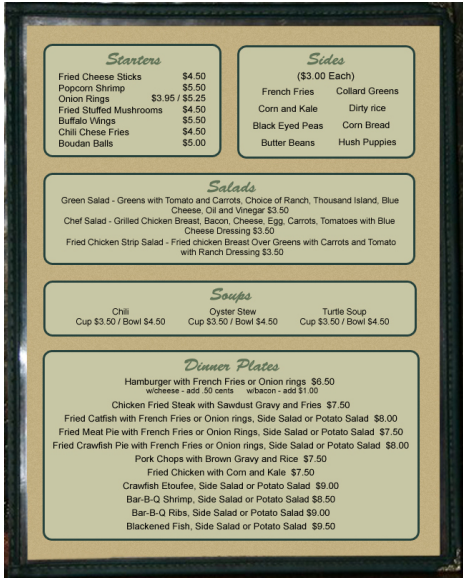 Starters
Fried Cheese Sticks $4.50
Popcorn Shrimp $5.50
Onion Rings $3.95 / $5.25
Fried Stuffed Mushrooms $4.50
Buffalo Wings $5.50
Chili Chese Fries $4.50
Boudan Balls $5.00
Sides
($3.00 Each)
French Fries Collard Greens
Corn and Kale Dirty rice
Black Eyed Peas Corn Bread
Butter Beans Hush Puppies
Salads
Green Salad - Greens with Tomato and Carrots, Choice of Ranch, Thousand Island, Blue
Cheese, Oil and Vinegar $3.50
Chef Salad - Grilled Chicken Breast, Bacon, Cheese, Egg, Carrots, Tomatoes with Blue
Cheese Dressing $3.50
Fried Chicken Strip Salad - Fried chicken Breast Over Greens with Carrots and Tomato
with Ranch Dressing $3.50
Soups
Chili Oyster Stew Turtle Soup
Cup $3.50 / Bowl $4.50 Cup $3.50 / Bowl $4.50 Cup $3.50 / Bowl $4.50
Dinner Plates
Hamburger with French Fries or Onion rings $6.50
w/cheese - add .50 cents w/bacon - add $1.00
Chicken Fried Steak with Sawdust Gravy and Fries $7.50
Fried Catfish with French Fries or Onion rings, Side Salad or Potato Salad $8.00
Fried Meat Pie with French Fries or Onion Rings, Side Salad or Potato Salad $7.50
Fried Crawfish Pie with French Fries or Onion rings, Side Salad or Potato Salad $8.00
Pork Chops with Brown Gravy and Rice $7.50
Fried Chicken with Corn and Kale $7.50
Crawfish Etoufee, Side Salad or Potato Salad $9.00
Bar-B-Q Shrimp, Side Salad or Potato Salad $8.50
Bar-B-Q Ribs, Side Salad or Potato Salad $9.00
Blackened Fish, Side Salad or Potato Salad $9.50